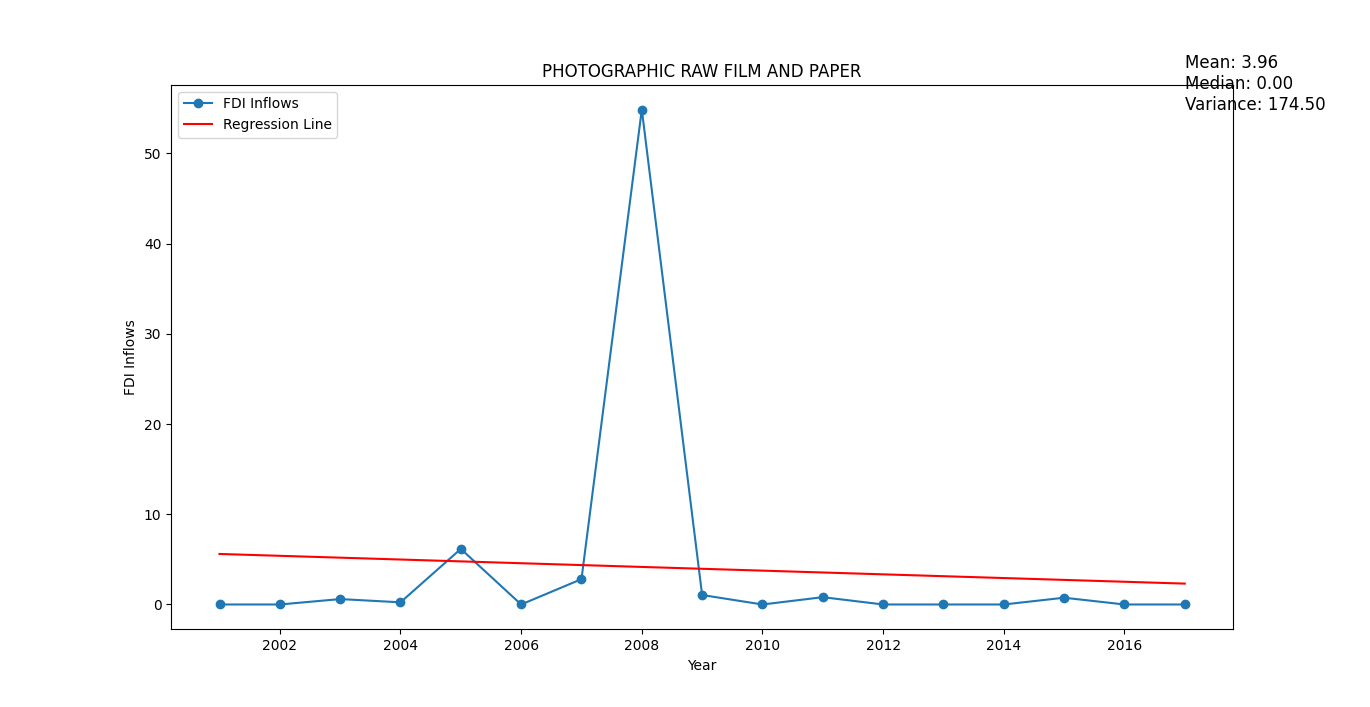 PHOTOGRAPHIC RAW FILM AND PAPER
Mean: 3.96
Median: 0.00
Variance: 174.50
FDI Inflows
Regression Line
50
40
30
20
10
0
FDI Inflows
2002 2004 2006 2008 2010 2012 2014 2016
Year